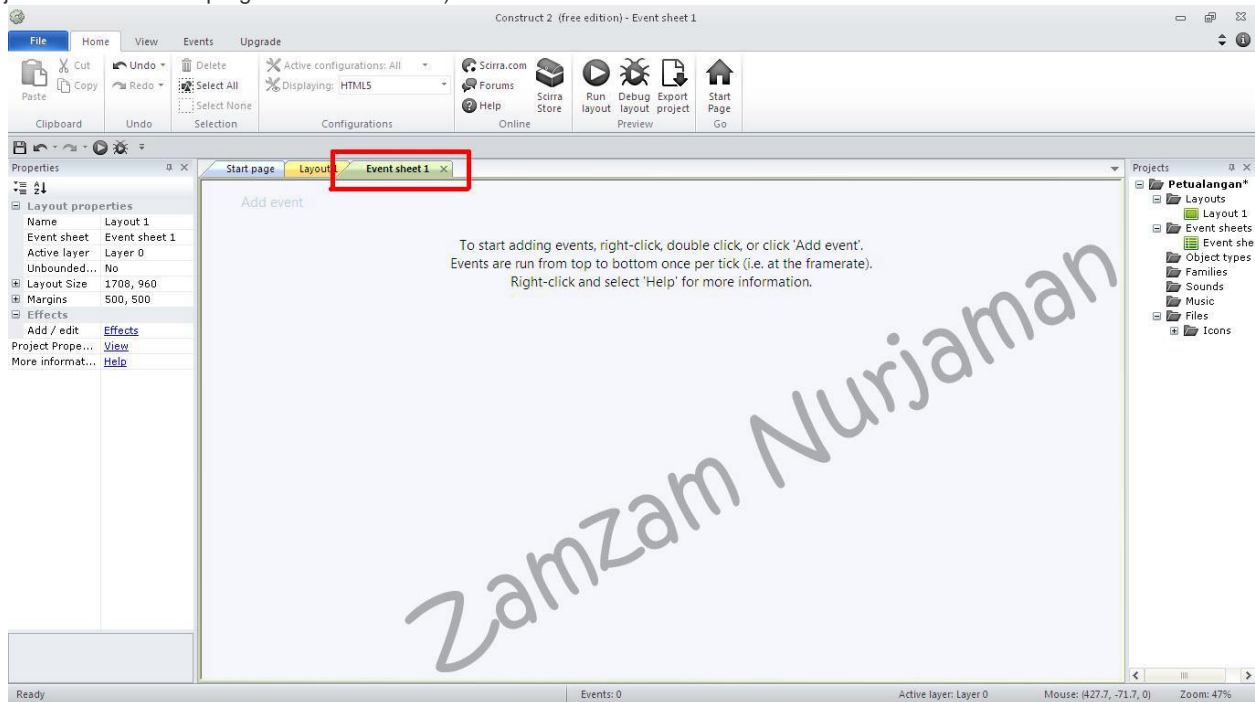 Construct 2 (free edition) - Event sheet 1
File Home View Events Upgrade
Paste
Cut
Copy
Clipboard
Undo
Redo
Undo
Delete
Select All
Select None
Selection
Active configurations: All
Displaying: HTML5
Configurations
Scirra.com
Forums
Help
Scirra Store
Online
Run layout
Debug layout
Export project
Preview
Start Page
Go
Properties
Layout properties
Name Layout 1
Event sheet Event sheet 1
Active layer Layer 0
Unbounded... No
Layout Size 1708, 960
Margins 500, 500
Effects
Add / edit Effects
Project Prope... View
More informat... Help
Start page Layout 1 Event sheet 1
Add event
To start adding events, right-click, double click, or click 'Add event'.
Events are run from top to bottom once per tick (i.e. at the framerate).
Right-click and select 'Help' for more information.
Zamzam Nurjaman
Projects
Petualangan*
Layouts
Layout 1
Event sheets
Event she
Object types
Families
Sounds
Music
Files
Icons
Ready Events: 0 Active layer: Layer 0 Mouse: (427.7, -71.7, 0) Zoom: 47%